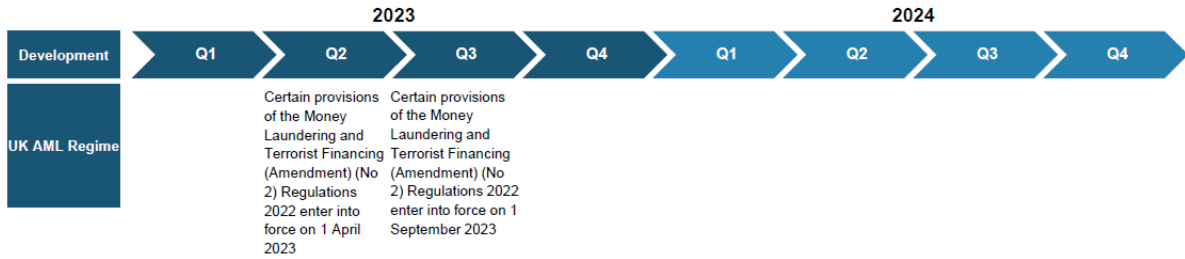 2023 2024
Development Q1 Q2 Q3 Q4 Q1 Q2 Q3 Q4
UK AML Regime
Certain provisions
of the Money
Laundering and
Terrorist Financing
(Amendment) (No
2) Regulations
2022 enter into
force on 1 April
2023
Certain provisions
of the Money
Laundering and
Terrorist Financing
(Amendment) (No
2) Regulations 2022
enter into force on 1
September 2023